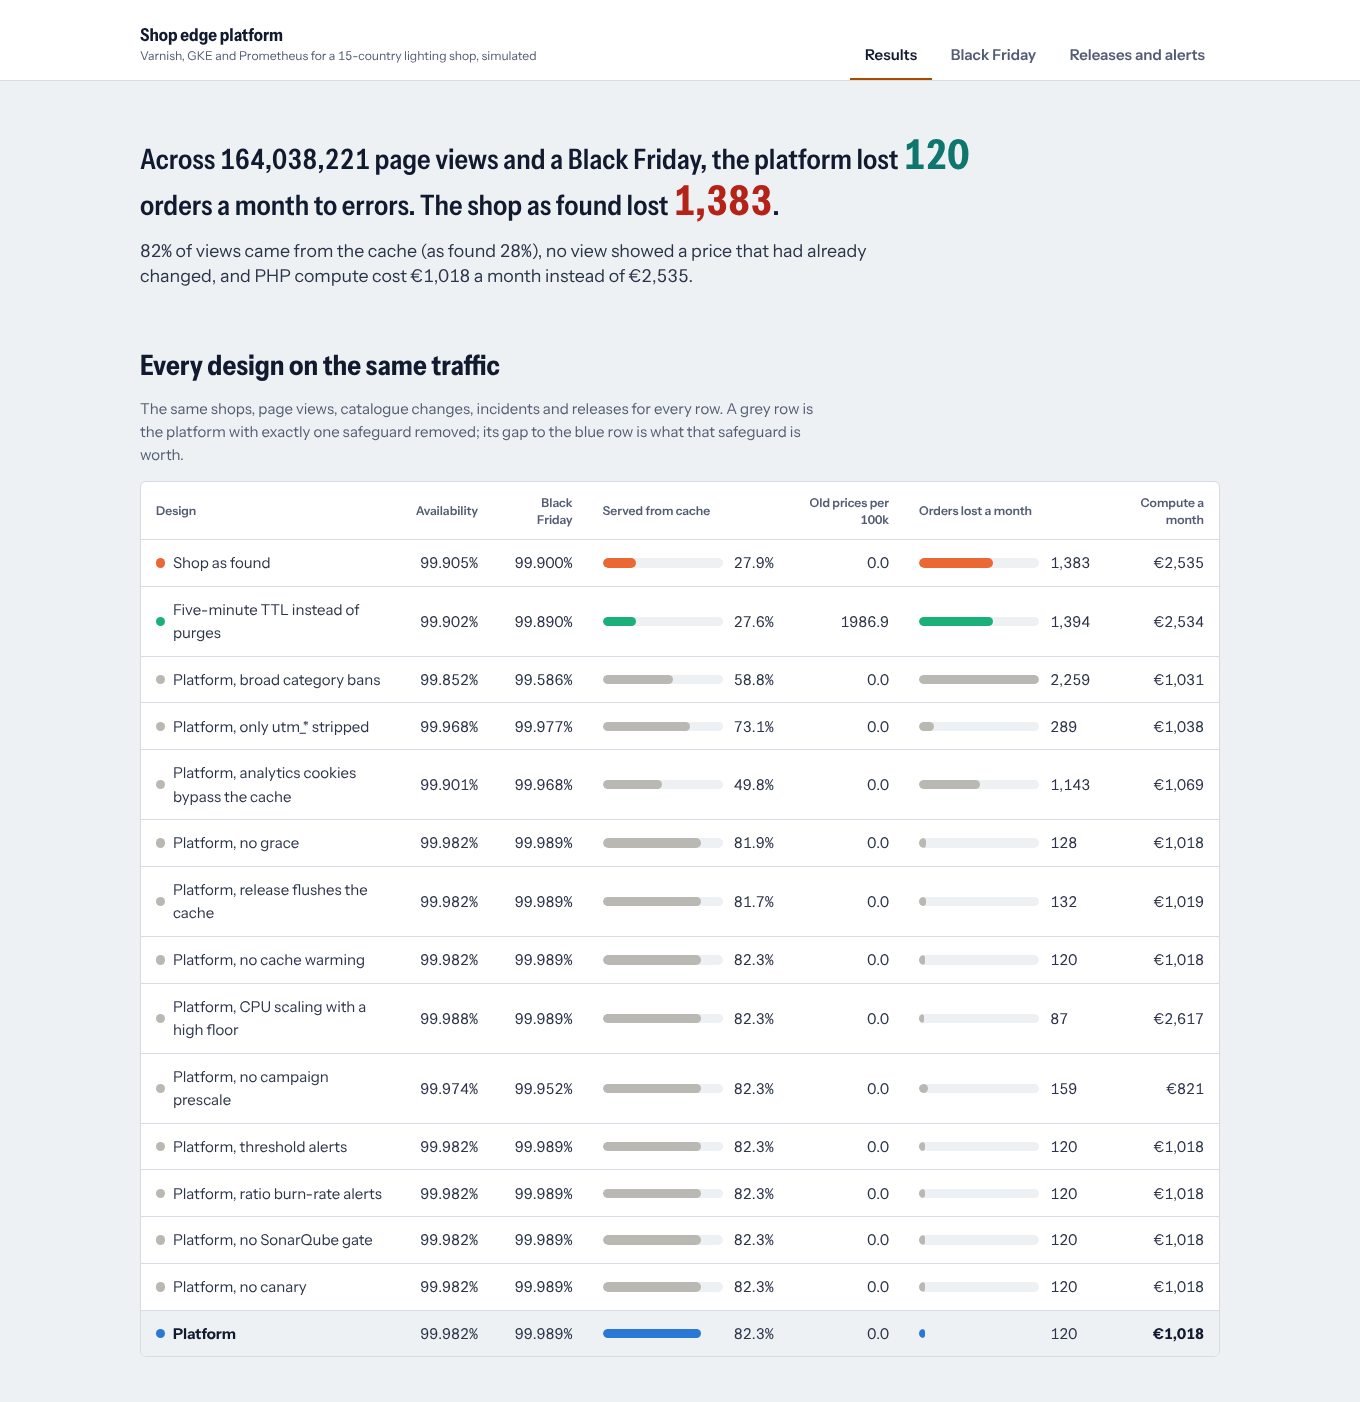 Shop edge platform
Varnish, GKE and Prometheus for a 15-country lighting shop, simulated
Results Black Friday Releases and alerts
Across 164,038,221 page views and a Black Friday, the platform lost 120
orders a month to errors. The shop as found lost 1,383.
82% of views came from the cache (as found 28%), no view showed a price that had already
changed, and PHP compute cost €1,018 a month instead of €2,535.
Every design on the same traffic
The same shops, page views, catalogue changes, incidents and releases for every row. A grey row is
the platform with exactly one safeguard removed; its gap to the blue row is what that safeguard is
worth.
Design Availability Black Friday Served from cache Old prices per 100k Orders lost a month Compute a month
Shop as found 99.905% 99.900% 27.9% 0.0 1,383 €2,535
Five-minute TTL instead of purges 99.902% 99.890% 27.6% 1986.9 1,394 €2,534
Platform, broad category bans 99.852% 99.586% 58.8% 0.0 2,259 €1,031
Platform, only utm_* stripped 99.968% 99.977% 73.1% 0.0 289 €1,038
Platform, analytics cookies bypass the cache 99.901% 99.968% 49.8% 0.0 1,143 €1,069
Platform, no grace 99.982% 99.989% 81.9% 0.0 128 €1,018
Platform, release flushes the cache 99.982% 99.989% 81.7% 0.0 132 €1,019
Platform, no cache warming 99.982% 99.989% 82.3% 0.0 120 €1,018
Platform, CPU scaling with a high floor 99.988% 99.989% 82.3% 0.0 87 €2,617
Platform, no campaign prescale 99.974% 99.952% 82.3% 0.0 159 €821
Platform, threshold alerts 99.982% 99.989% 82.3% 0.0 120 €1,018
Platform, ratio burn-rate alerts 99.982% 99.989% 82.3% 0.0 120 €1,018
Platform, no SonarQube gate 99.982% 99.989% 82.3% 0.0 120 €1,018
Platform, no canary 99.982% 99.989% 82.3% 0.0 120 €1,018
Platform 99.982% 99.989% 82.3% 0.0 120 €1,018